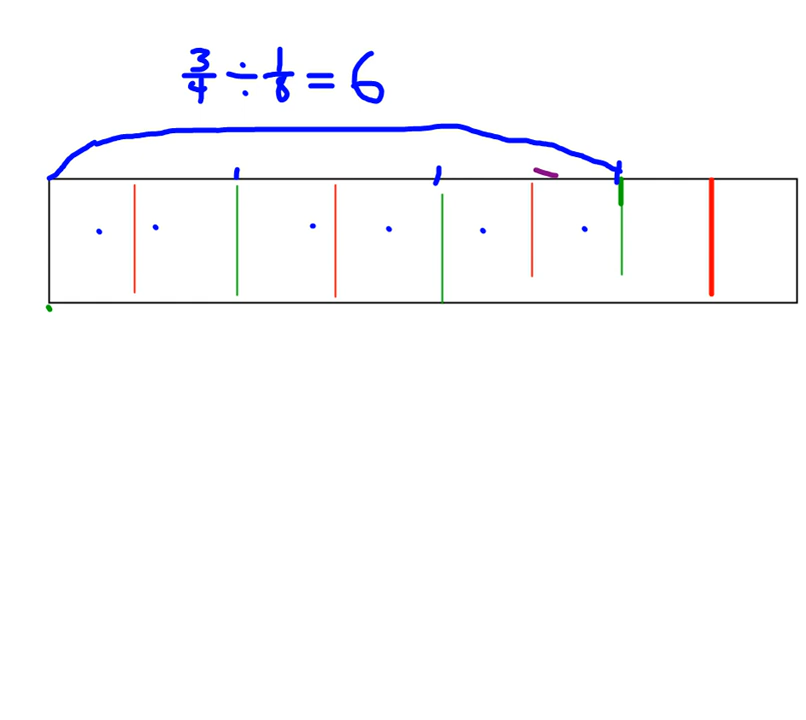 3/4 ÷ 1/8 = 6